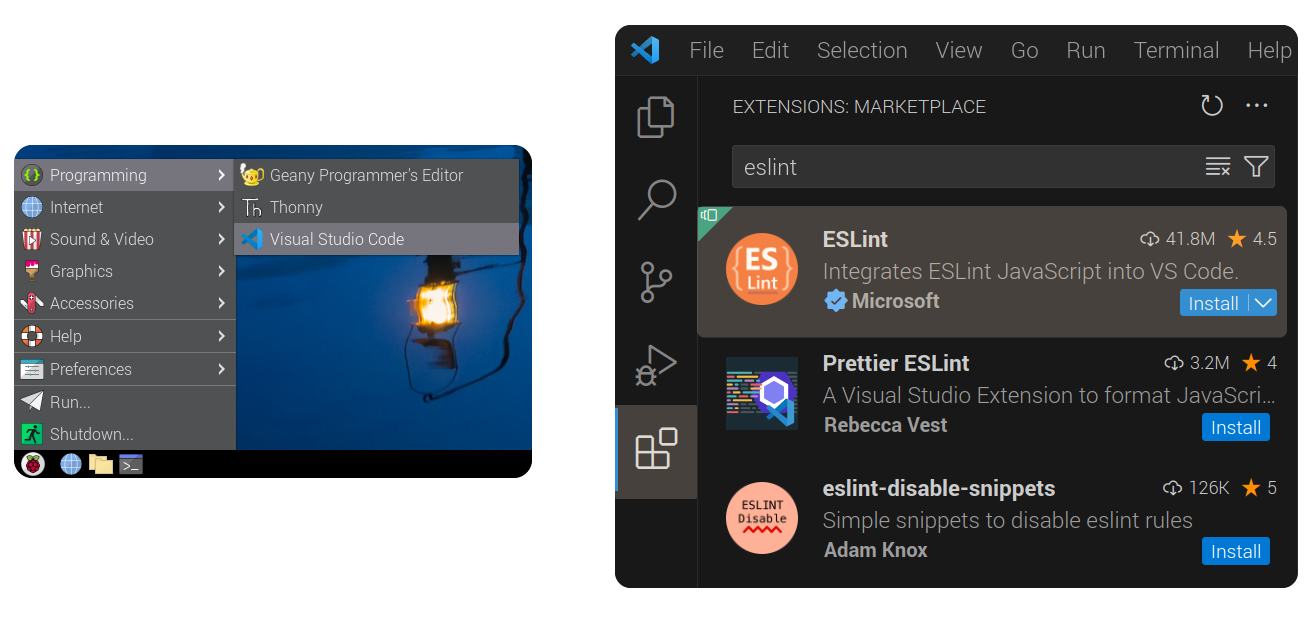 Programming
Internet
Sound & Video
Graphics
Accessories
Help
Preferences
Run...
Shutdown...
Geany Programmer's Editor
Th Thonny
Visual Studio Code
>_
File Edit Selection View Go Run Terminal Help
EXTENSIONS: MARKETPLACE
eslint
ES
Lint
ESLint 41.8M 4.5
Integrates ESLint JavaScript into VS Code.
Microsoft Install
Prettier ESLint 3.2M 4
A Visual Studio Extension to format JavaScri...
Rebecca Vest Install
ESLINT
Disable
eslint-disable-snippets 126K 5
Simple snippets to disable eslint rules
Adam Knox Install